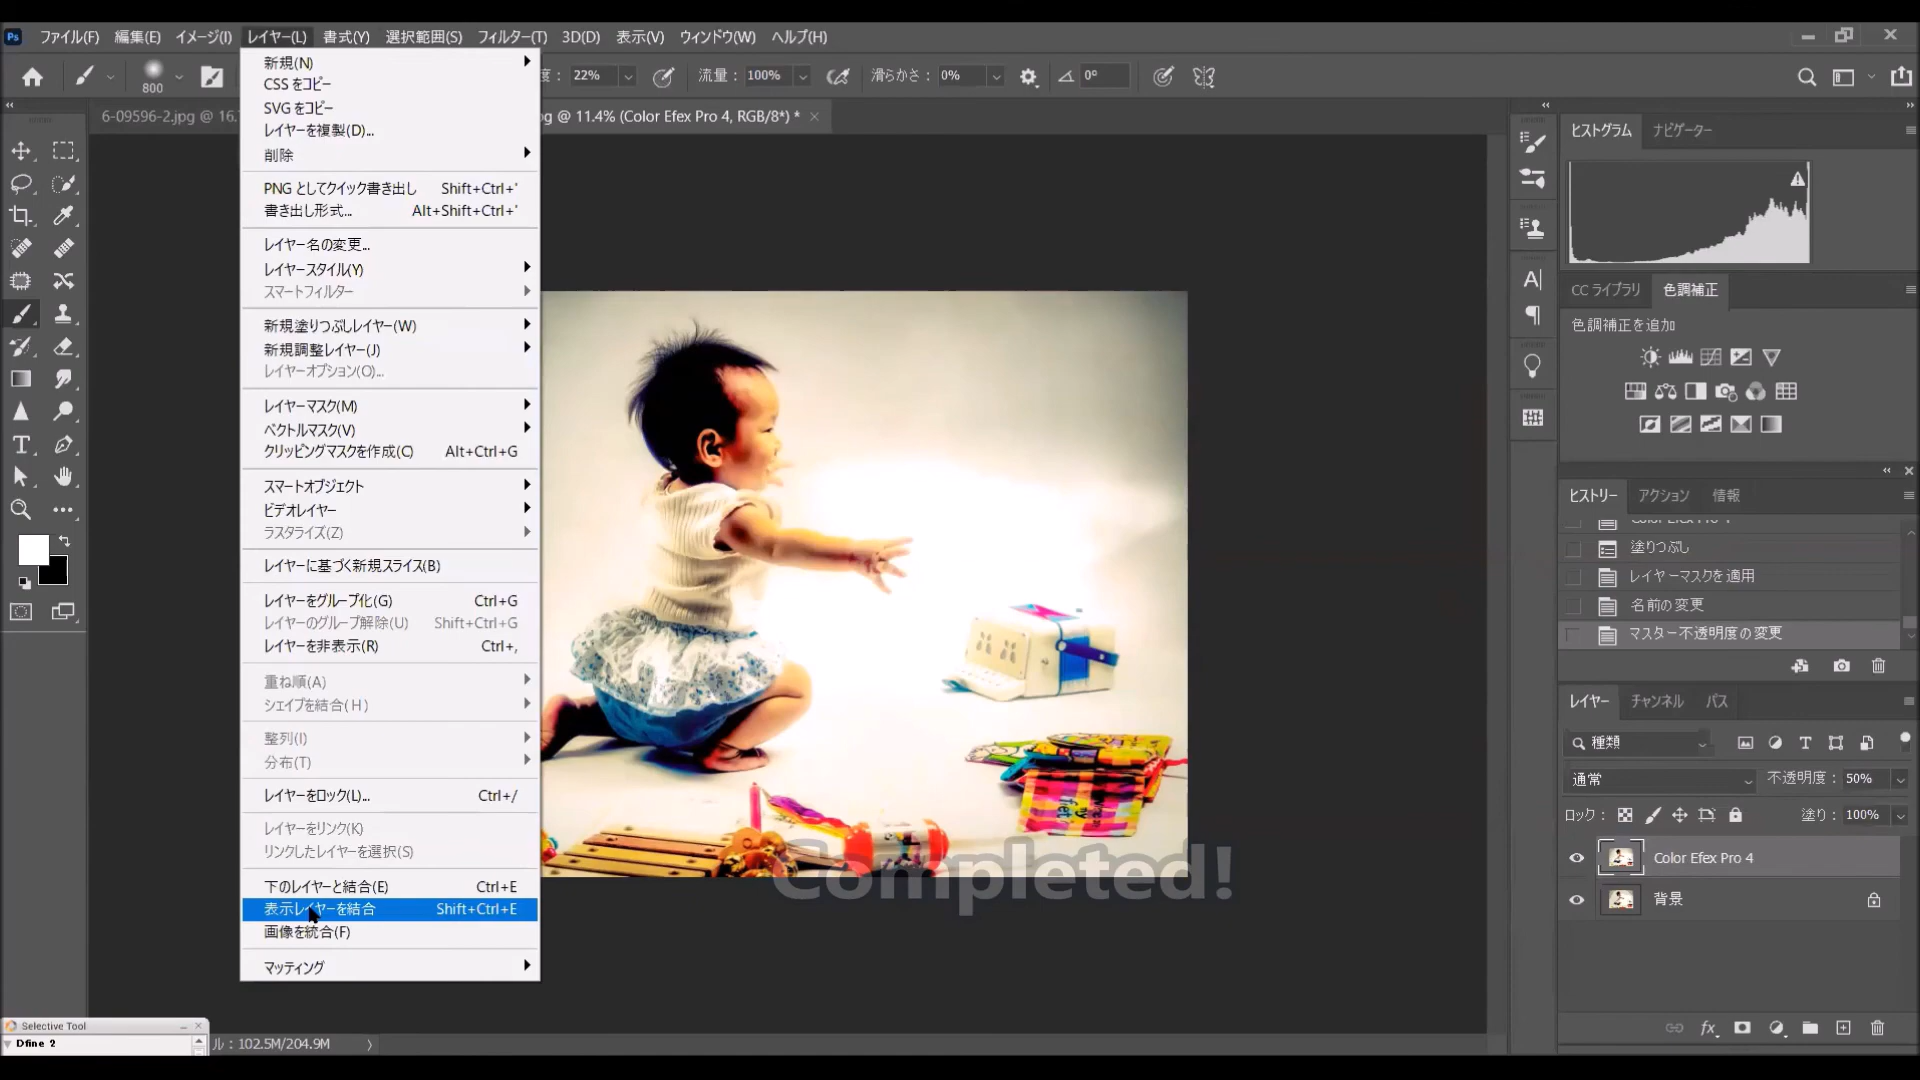 Ps ファイル(F) 編集(E) イメージ(I) レイヤー(L) 書式(Y) 選択範囲(S) フィルター(T) 3D(D) 表示(V) ウィンドウ(W) ヘルプ(H)
800 度 : 22% 流量 : 100% 滑らかさ : 0% 0°
6-09596-2.jpg @ 16. @ 11.4% (Color Efex Pro 4, RGB/8*) *
新規(N)
CSS をコピー
SVG をコピー
レイヤーを複製(D)...
削除
PNG としてクイック書き出し Shift+Ctrl+'
書き出し形式... Alt+Shift+Ctrl+'
レイヤー名の変更...
レイヤースタイル(Y)
スマートフィルター
新規塗りつぶしレイヤー(W)
新規調整レイヤー(J)
レイヤーオプション(O)...
レイヤーマスク(M)
ベクトルマスク(V)
クリッピングマスクを作成(C) Alt+Ctrl+G
スマートオブジェクト
ビデオレイヤー
ラスタライズ(Z)
レイヤーに基づく新規スライス(B)
レイヤーをグループ化(G) Ctrl+G
レイヤーのグループ解除(U) Shift+Ctrl+G
レイヤーを非表示(R) Ctrl+,
重ね順(A)
シェイプを結合(H)
整列(I)
分布(T)
レイヤーをロック(L)... Ctrl+/
レイヤーをリンク(K)
リンクしたレイヤーを選択(S)
下のレイヤーと結合(E) Ctrl+E
表示レイヤーを結合 Shift+Ctrl+E
画像を統合(F)
マッティング
Completed!
Selective Tool
Dfine 2
ル : 102.5M/204.9M
ヒストグラム ナビゲーター
CC ライブラリ 色調補正
色調補正を追加
ヒストリー アクション 情報
Color Efex Pro 4
塗りつぶし
レイヤーマスクを適用
名前の変更
マスター不透明度の変更
レイヤー チャンネル パス
種類
通常 不透明度 : 50%
ロック : 塗り : 100%
Color Efex Pro 4
背景